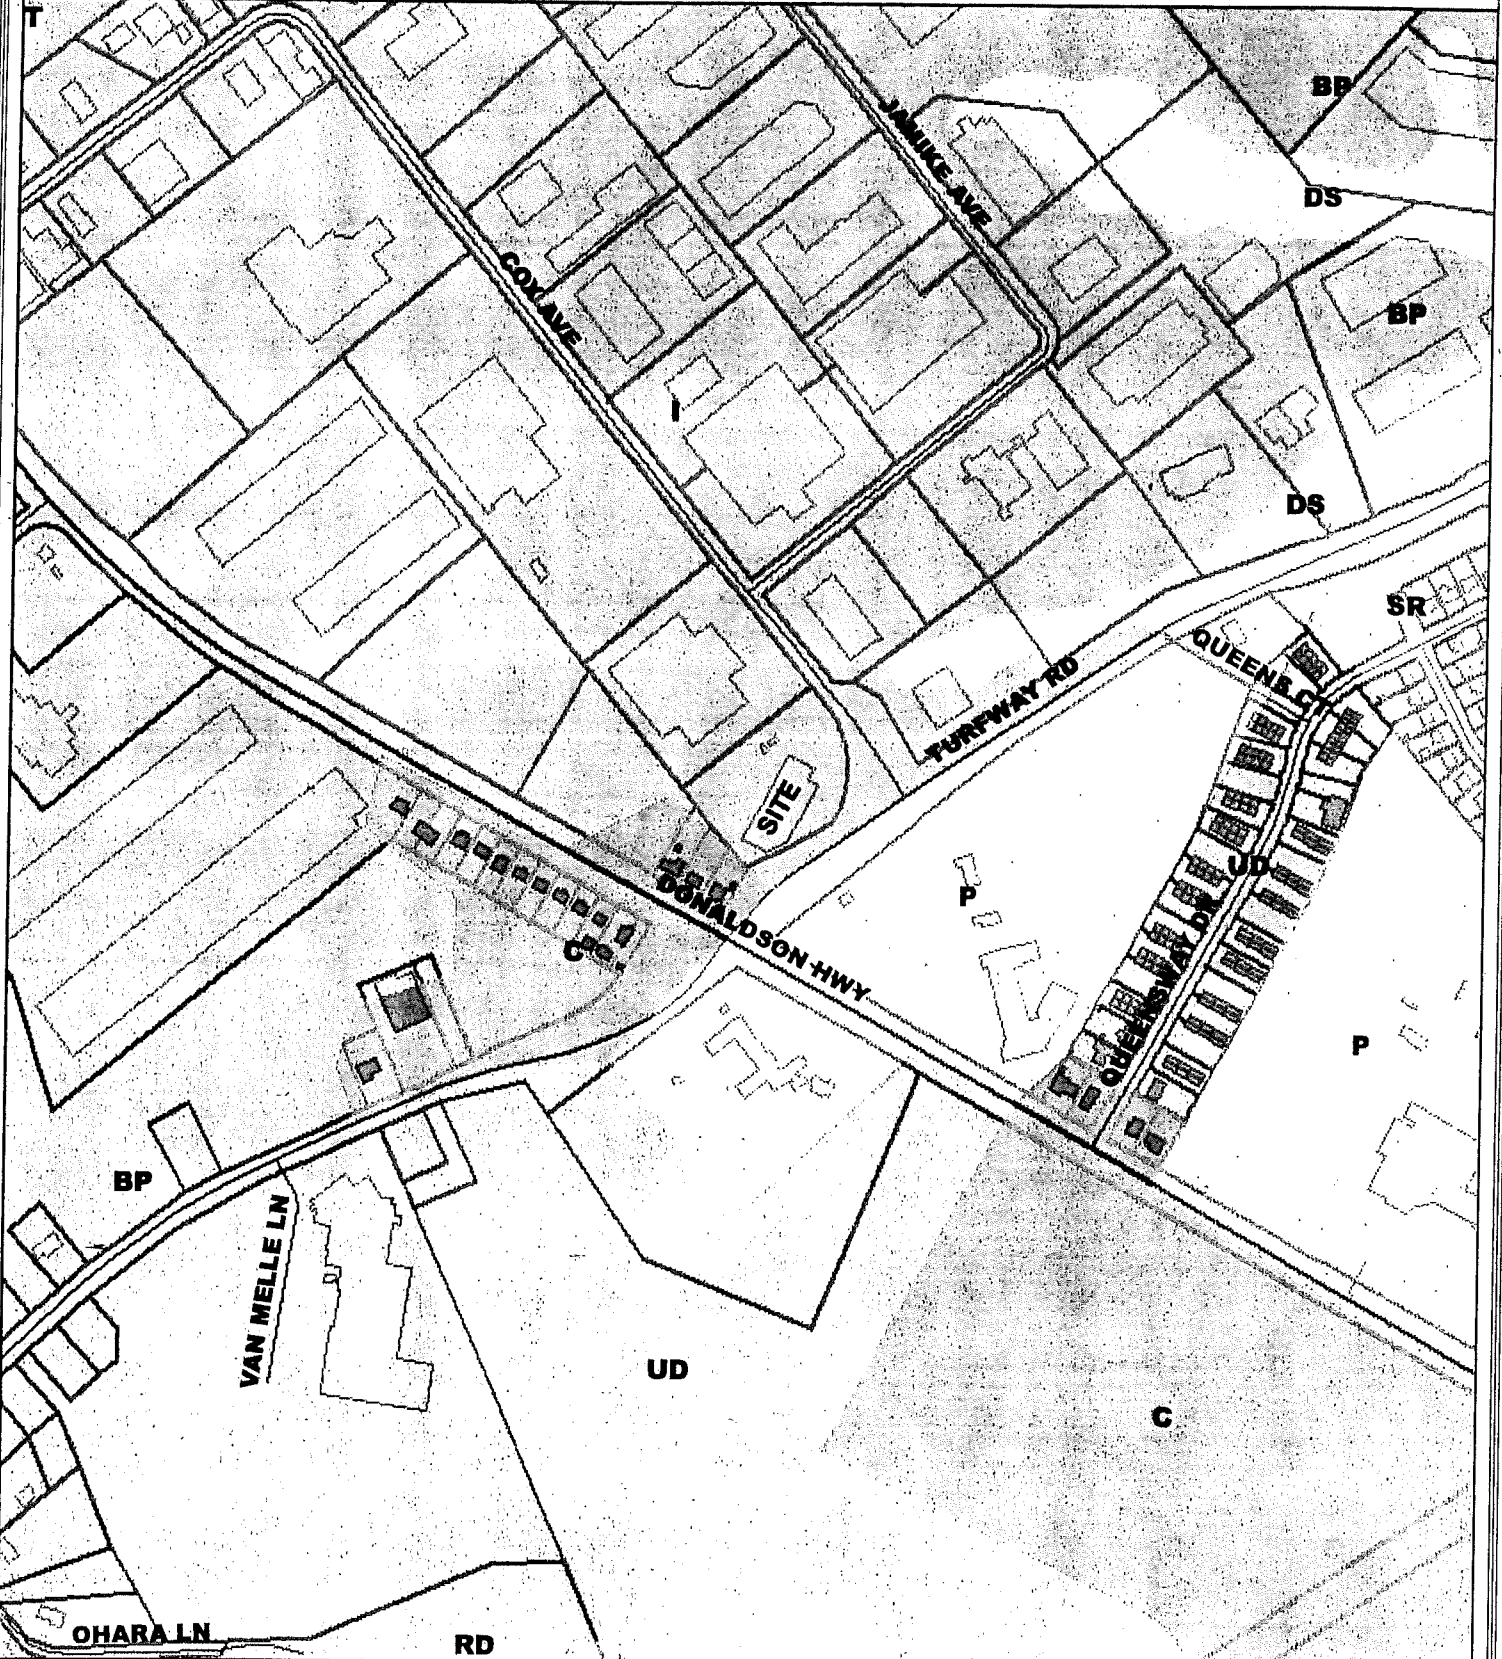 T
BP
JAMIKE AVE
DS
COX AVE
BP
I
DS
SR
QUEENS C
TURFWAY RD
SITE
UD
P
DONALDSON HWY
C
QUEENSWAY DR
P
BP
VAN MELLE LN
UD
C
OHARA LN
RD